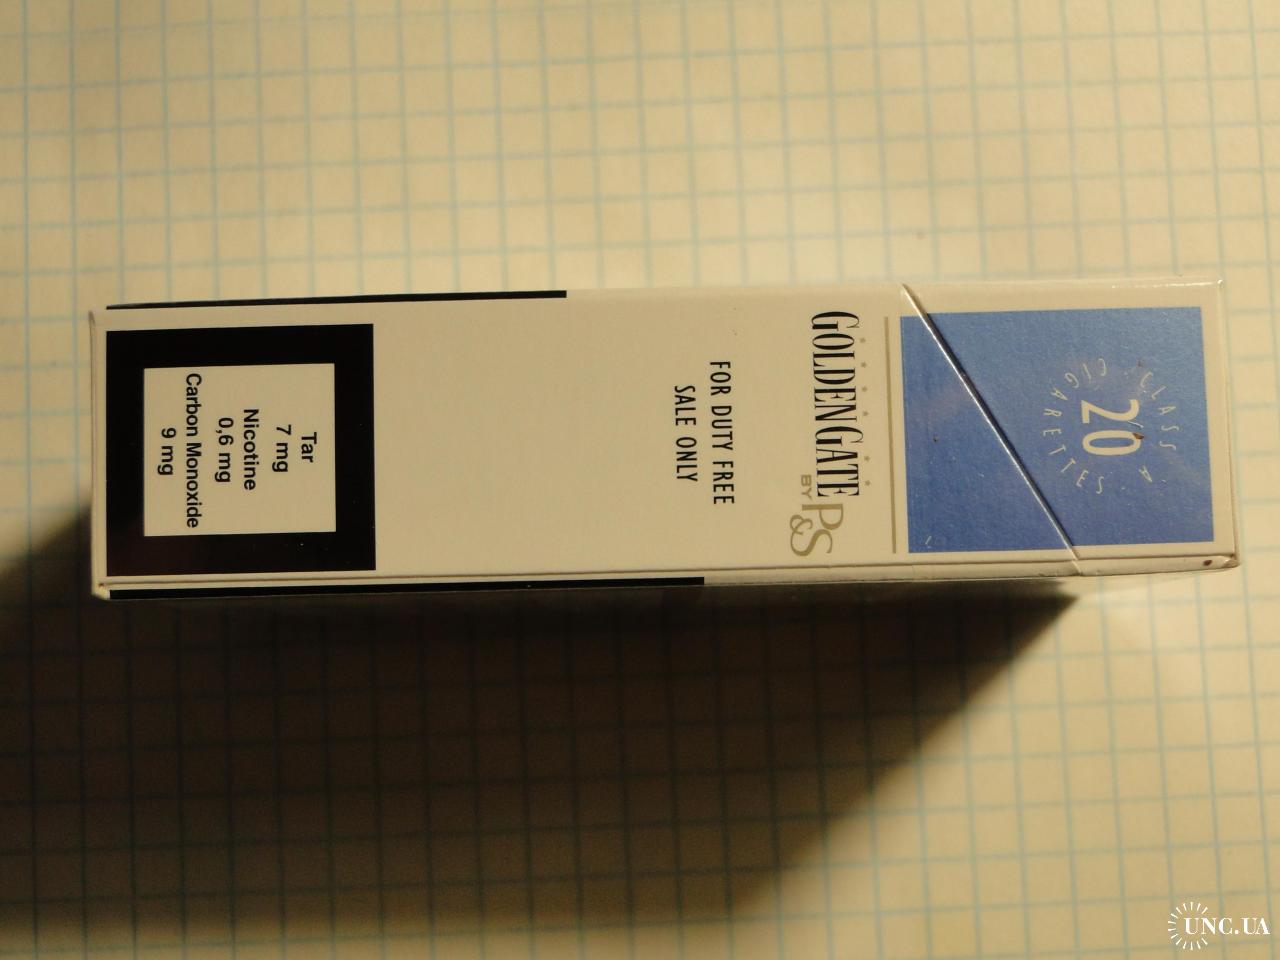 CLASS A
20
CIGARETTES
GOLDEN GATE
BY P&S
FOR DUTY FREE
SALE ONLY
Tar
7 mg
Nicotine
0,6 mg
Carbon Monoxide
9 mg
UNC.UA